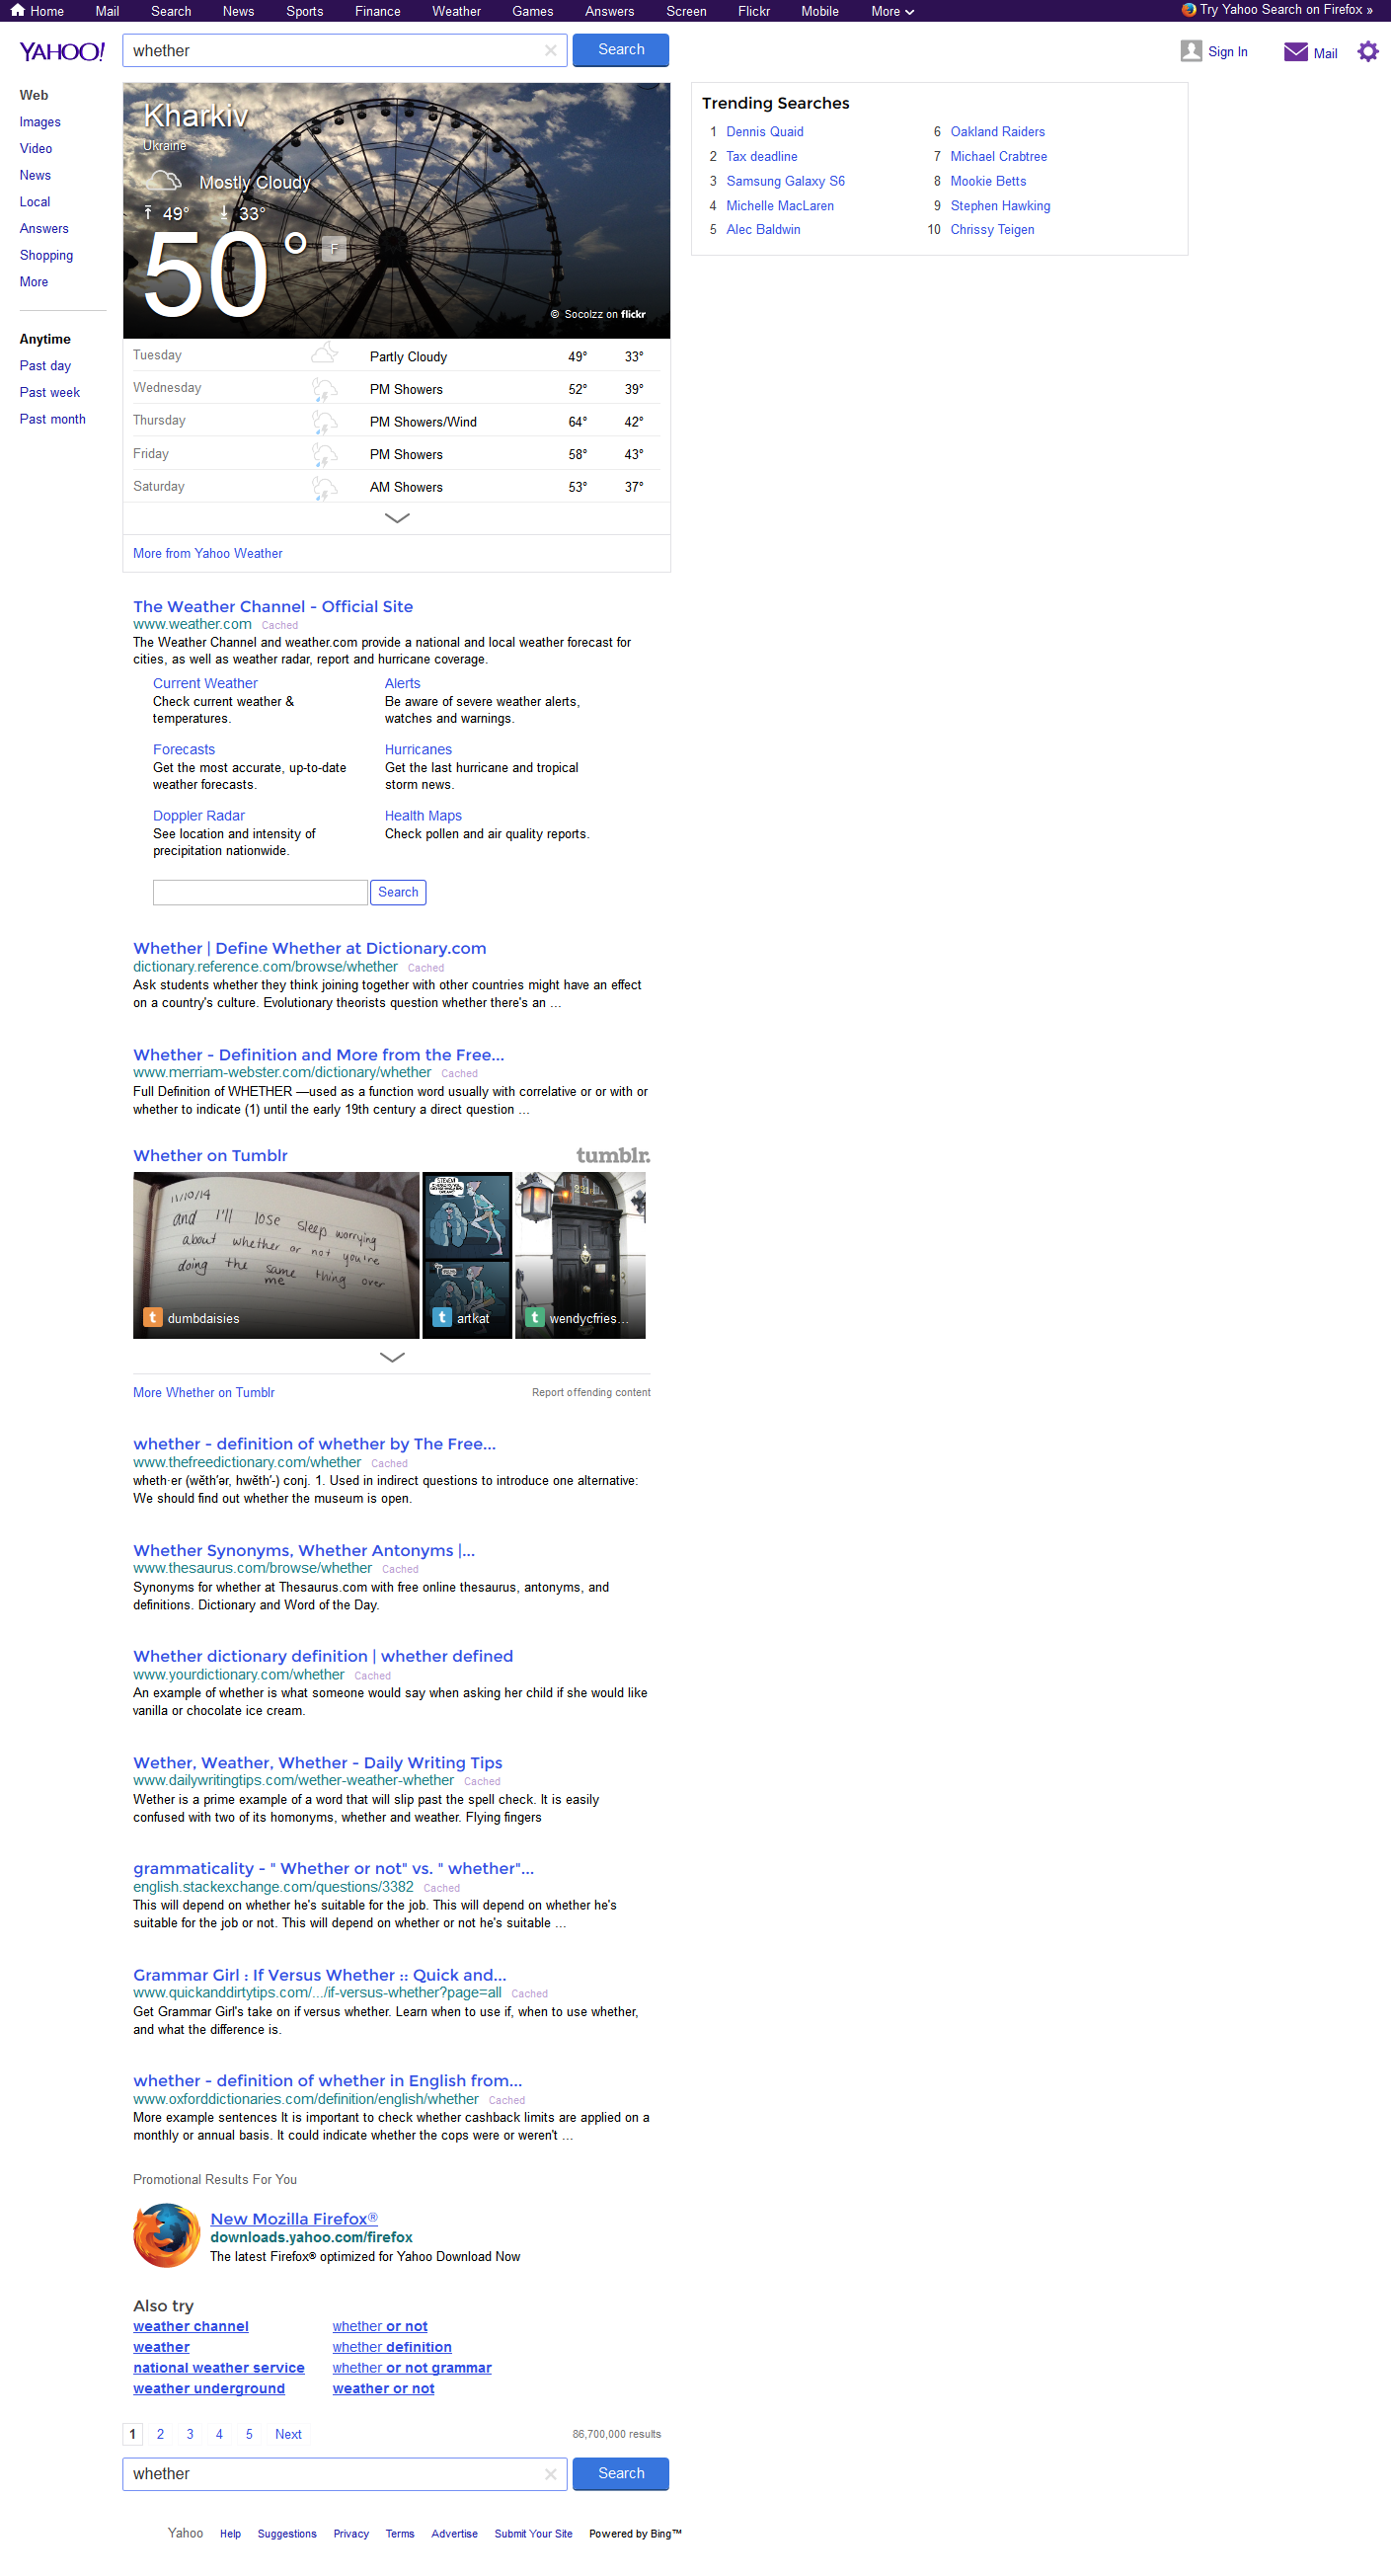 Home Mail Search News Sports Finance Weather Games Answers Screen Flickr Mobile More Try Yahoo Search on Firefox »
YAHOO! whether Search Sign In Mail
Web
Images
Video
News
Local
Answers
Shopping
More
Anytime
Past day
Past week
Past month
Kharkiv
Ukraine
Mostly Cloudy
49° 33°
50° F
© Socolzz on flickr
Tuesday Partly Cloudy 49° 33°
Wednesday PM Showers 52° 39°
Thursday PM Showers/Wind 64° 42°
Friday PM Showers 58° 43°
Saturday AM Showers 53° 37°
More from Yahoo Weather
Trending Searches
1 Dennis Quaid
2 Tax deadline
3 Samsung Galaxy S6
4 Michelle MacLaren
5 Alec Baldwin
6 Oakland Raiders
7 Michael Crabtree
8 Mookie Betts
9 Stephen Hawking
10 Chrissy Teigen
The Weather Channel - Official Site
www.weather.com Cached
The Weather Channel and weather.com provide a national and local weather forecast for
cities, as well as weather radar, report and hurricane coverage.
Current Weather
Check current weather &
temperatures.
Alerts
Be aware of severe weather alerts,
watches and warnings.
Forecasts
Get the most accurate, up-to-date
weather forecasts.
Hurricanes
Get the last hurricane and tropical
storm news.
Doppler Radar
See location and intensity of
precipitation nationwide.
Health Maps
Check pollen and air quality reports.
Search
Whether | Define Whether at Dictionary.com
dictionary.reference.com/browse/whether Cached
Ask students whether they think joining together with other countries might have an effect
on a country's culture. Evolutionary theorists question whether there's an ...
Whether - Definition and More from the Free...
www.merriam-webster.com/dictionary/whether Cached
Full Definition of WHETHER —used as a function word usually with correlative or or with or
whether to indicate (1) until the early 19th century a direct question ...
Whether on Tumblr tumblr.
11/10/14
and I'll lose sleep worrying
about whether or not you're
doing the same thing over
me
dumbdaisies
STEVEN!
artkat
221B
wendycfries...
More Whether on Tumblr Report offending content
whether - definition of whether by The Free...
www.thefreedictionary.com/whether Cached
wheth·er (wĕth′ər, hwĕth′-) conj. 1. Used in indirect questions to introduce one alternative:
We should find out whether the museum is open.
Whether Synonyms, Whether Antonyms |...
www.thesaurus.com/browse/whether Cached
Synonyms for whether at Thesaurus.com with free online thesaurus, antonyms, and
definitions. Dictionary and Word of the Day.
Whether dictionary definition | whether defined
www.yourdictionary.com/whether Cached
An example of whether is what someone would say when asking her child if she would like
vanilla or chocolate ice cream.
Wether, Weather, Whether - Daily Writing Tips
www.dailywritingtips.com/wether-weather-whether Cached
Wether is a prime example of a word that will slip past the spell check. It is easily
confused with two of its homonyms, whether and weather. Flying fingers
grammaticality - " Whether or not" vs. " whether"...
english.stackexchange.com/questions/3382 Cached
This will depend on whether he's suitable for the job. This will depend on whether he's
suitable for the job or not. This will depend on whether or not he's suitable ...
Grammar Girl : If Versus Whether :: Quick and...
www.quickanddirtytips.com/.../if-versus-whether?page=all Cached
Get Grammar Girl's take on if versus whether. Learn when to use if, when to use whether,
and what the difference is.
whether - definition of whether in English from...
www.oxforddictionaries.com/definition/english/whether Cached
More example sentences It is important to check whether cashback limits are applied on a
monthly or annual basis. It could indicate whether the cops were or weren't ...
Promotional Results For You
New Mozilla Firefox®
downloads.yahoo.com/firefox
The latest Firefox® optimized for Yahoo Download Now
Also try
weather channel
weather
national weather service
weather underground
whether or not
whether definition
whether or not grammar
weather or not
1 2 3 4 5 Next 86,700,000 results
whether Search
Yahoo Help Suggestions Privacy Terms Advertise Submit Your Site Powered by Bing™